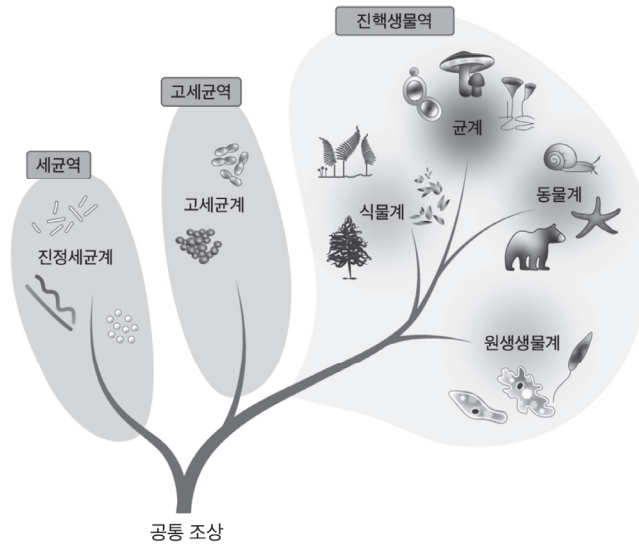 진핵생물역
고세균역
균계
세균역
동물계
고세균계
식물계
진정세균계
원생생물계
공통 조상